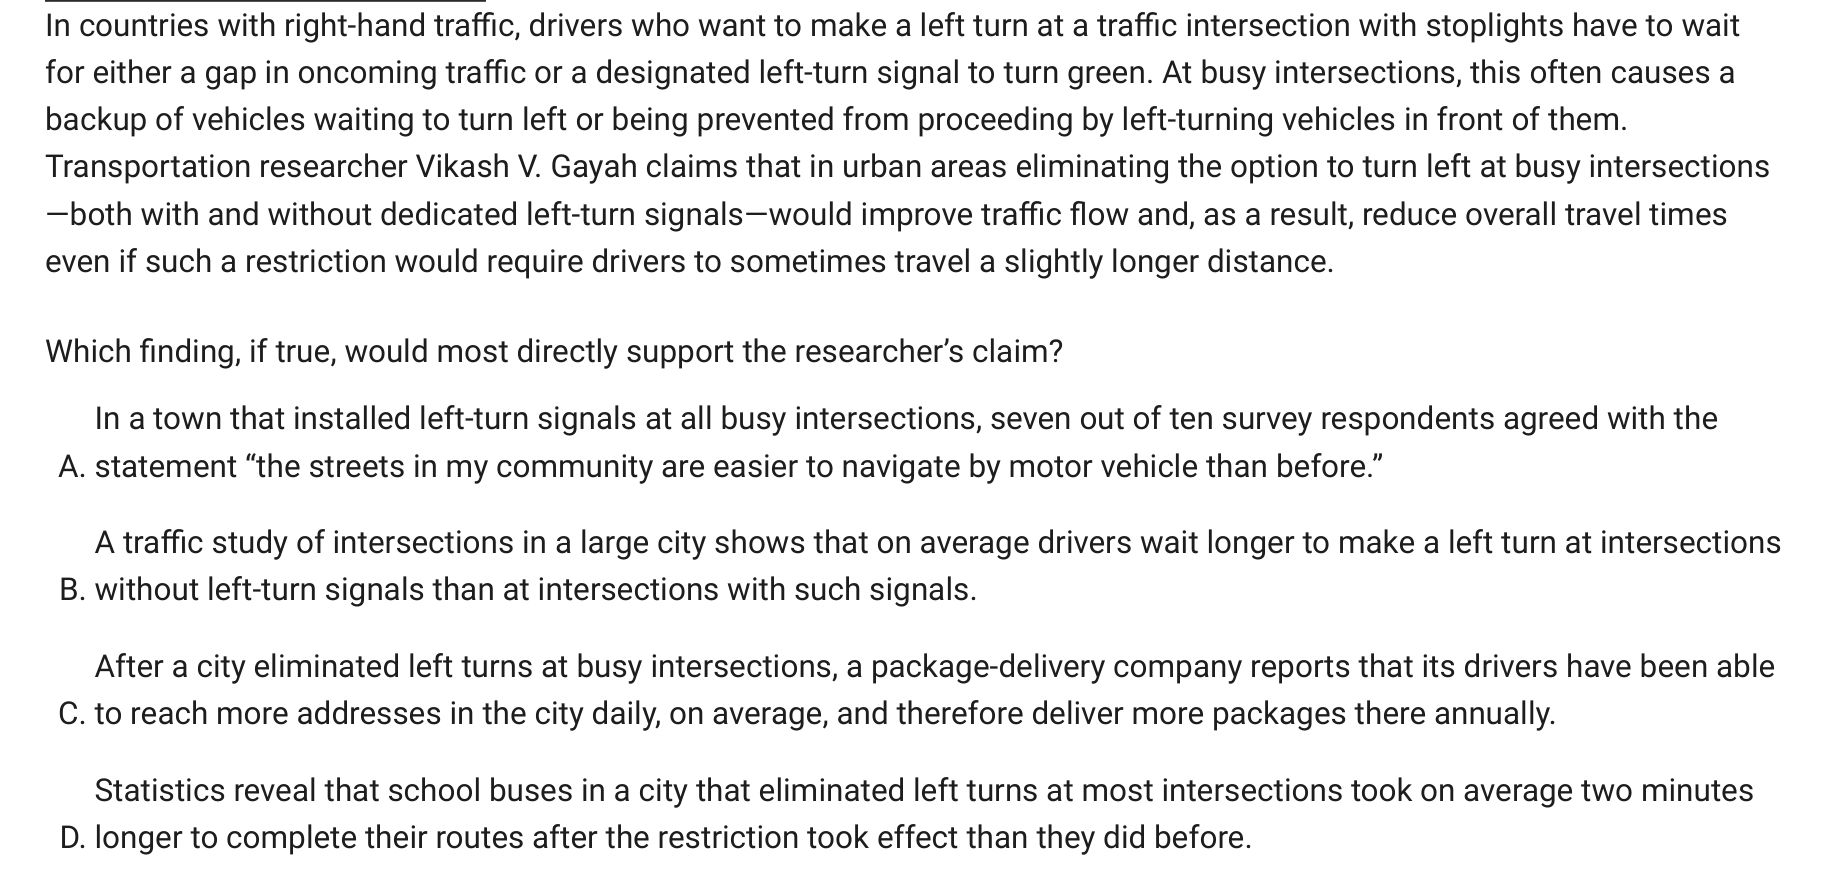 In countries with right-hand traffic, drivers who want to make a left turn at a traffic intersection with stoplights have to wait
for either a gap in oncoming traffic or a designated left-turn signal to turn green. At busy intersections, this often causes a
backup of vehicles waiting to turn left or being prevented from proceeding by left-turning vehicles in front of them.
Transportation researcher Vikash V. Gayah claims that in urban areas eliminating the option to turn left at busy intersections
—both with and without dedicated left-turn signals—would improve traffic flow and, as a result, reduce overall travel times
even if such a restriction would require drivers to sometimes travel a slightly longer distance.
Which finding, if true, would most directly support the researcher’s claim?
In a town that installed left-turn signals at all busy intersections, seven out of ten survey respondents agreed with the
A. statement “the streets in my community are easier to navigate by motor vehicle than before.”
A traffic study of intersections in a large city shows that on average drivers wait longer to make a left turn at intersections
B. without left-turn signals than at intersections with such signals.
After a city eliminated left turns at busy intersections, a package-delivery company reports that its drivers have been able
C. to reach more addresses in the city daily, on average, and therefore deliver more packages there annually.
Statistics reveal that school buses in a city that eliminated left turns at most intersections took on average two minutes
D. longer to complete their routes after the restriction took effect than they did before.